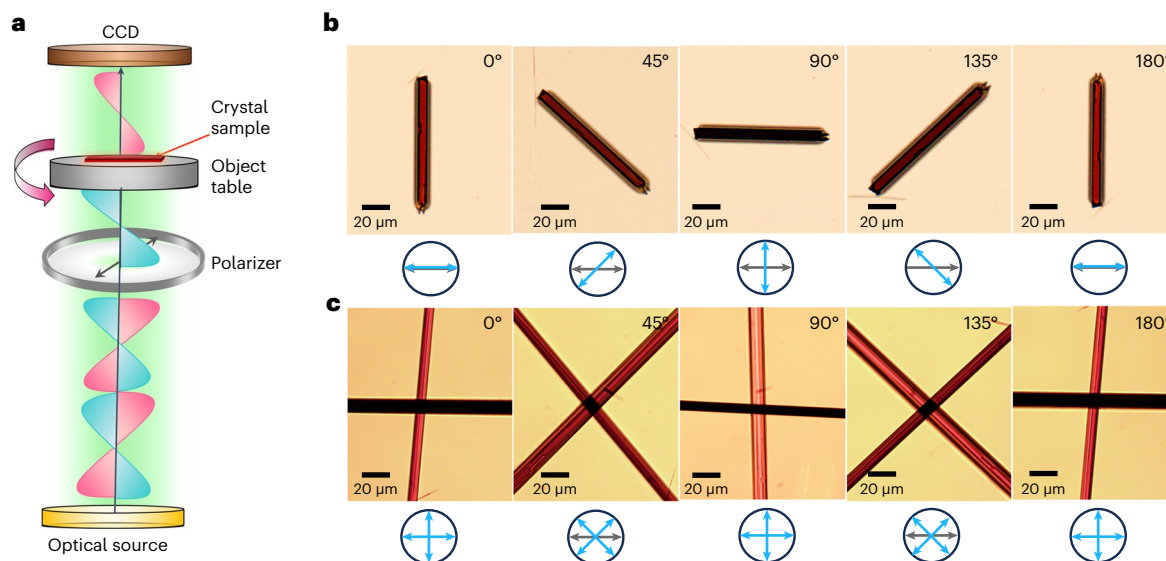 a
CCD
Crystal
sample
Object
table
Polarizer
Optical source
b
0°
45°
90°
135°
180°
20 µm
20 µm
20 µm
20 µm
20 µm
c
0°
45°
90°
135°
180°
20 µm
20 µm
20 µm
20 µm
20 µm